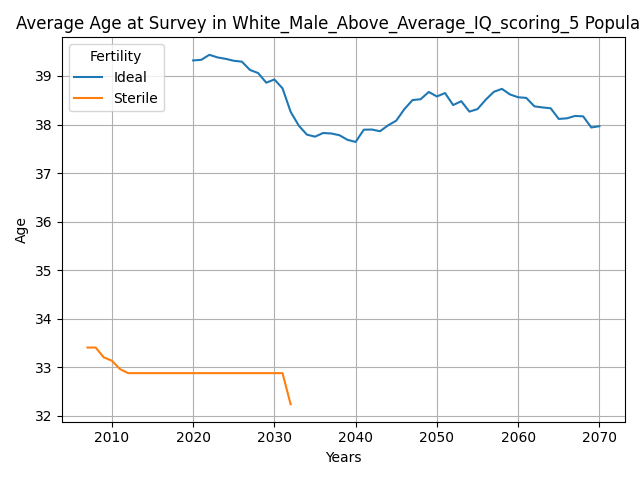 Average Age at Survey in White_Male_Above_Average_IQ_scoring_5 Popula
Fertility
Ideal
Sterile
Age
39
38
37
36
35
34
33
32
2010 2020 2030 2040 2050 2060 2070
Years